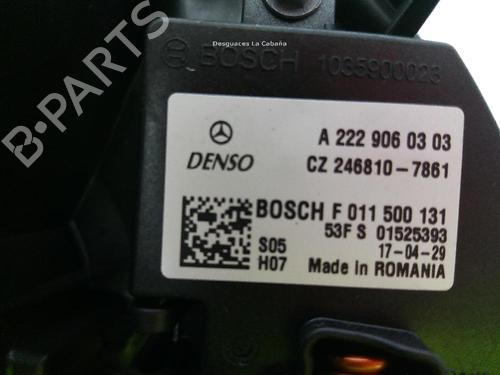 Desguaces La Cabaña
BOSCH 1035900023
A 222 906 03 03
DENSO CZ 246810-7861
BOSCH F 011 500 131
53F S 01525393
S05 17-04-29
H07 Made in ROMANIA
B-PARTS